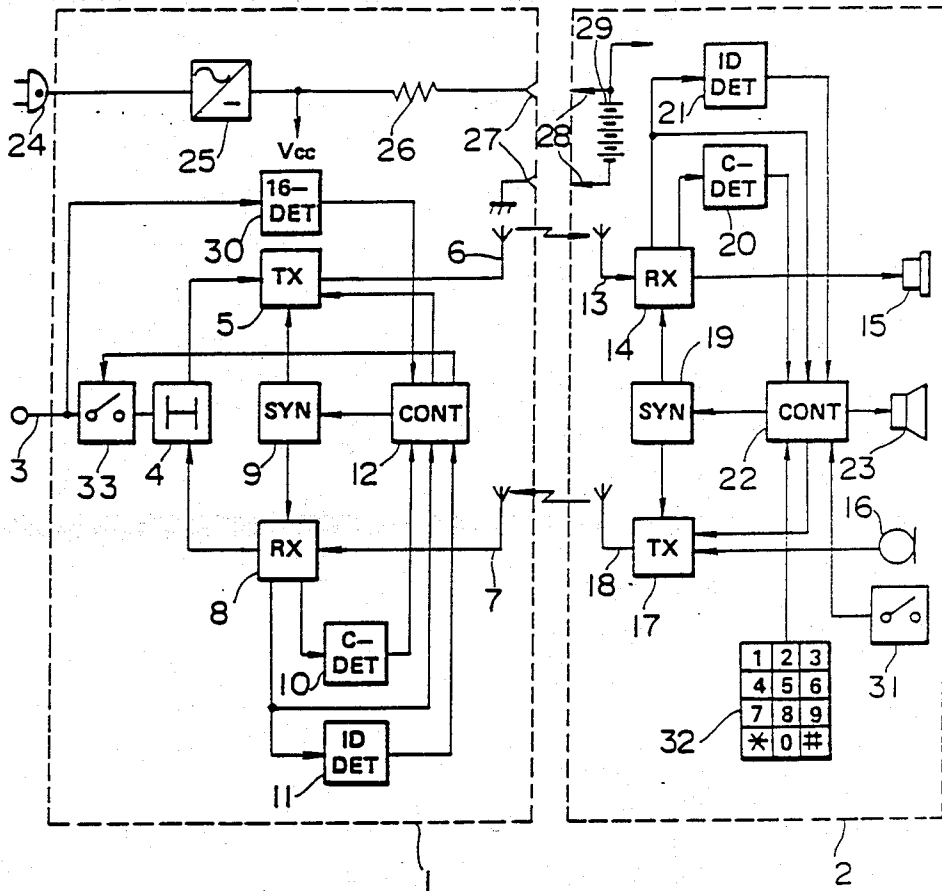 29
ID
DET
21
24
25
Vcc
26
27
28
28
C-
DET
20
16-
DET
30
6
TX
5
13
RX
14
15
19
3
33
4
SYN
9
CONT
12
SYN
CONT
22
23
16
RX
8
7
18
TX
17
31
C-
DET
10
1 2 3
4 5 6
7 8 9
* 0 #
32
ID
DET
11
1
2